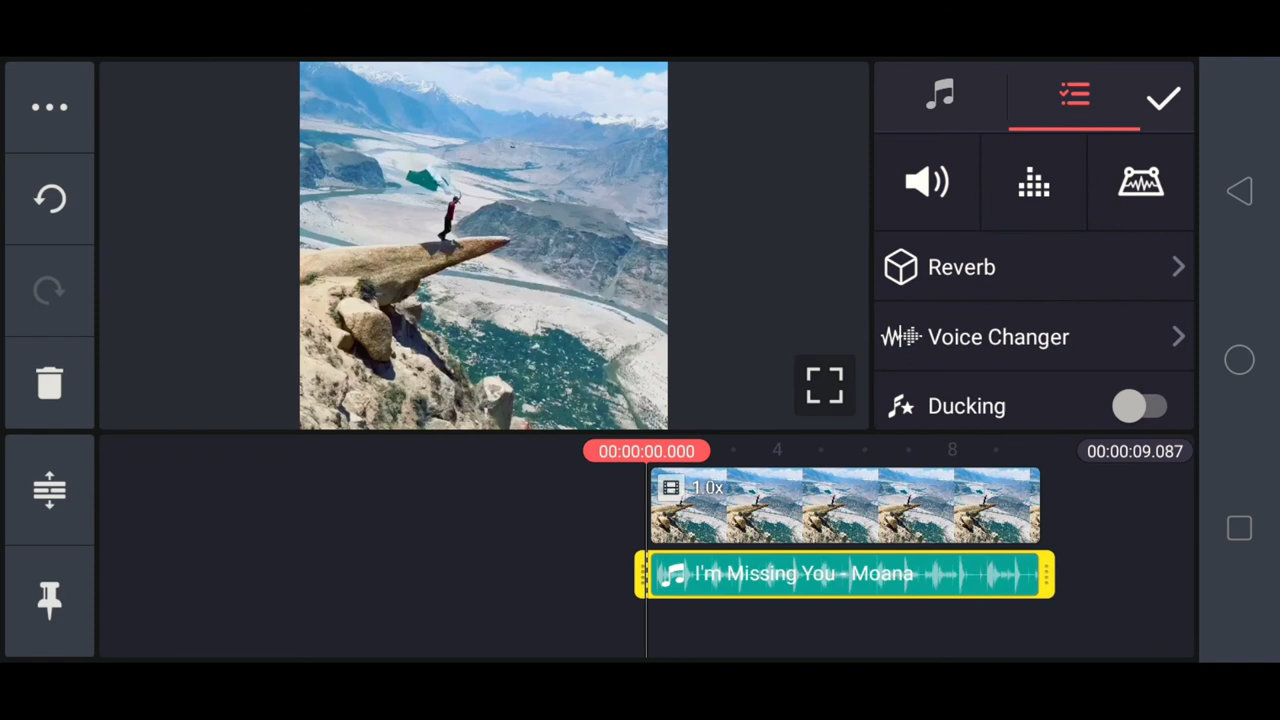 Reverb
Voice Changer
Ducking
00:00:00.000
4
8
00:00:09.087
1.0x
I'm Missing You - Moana